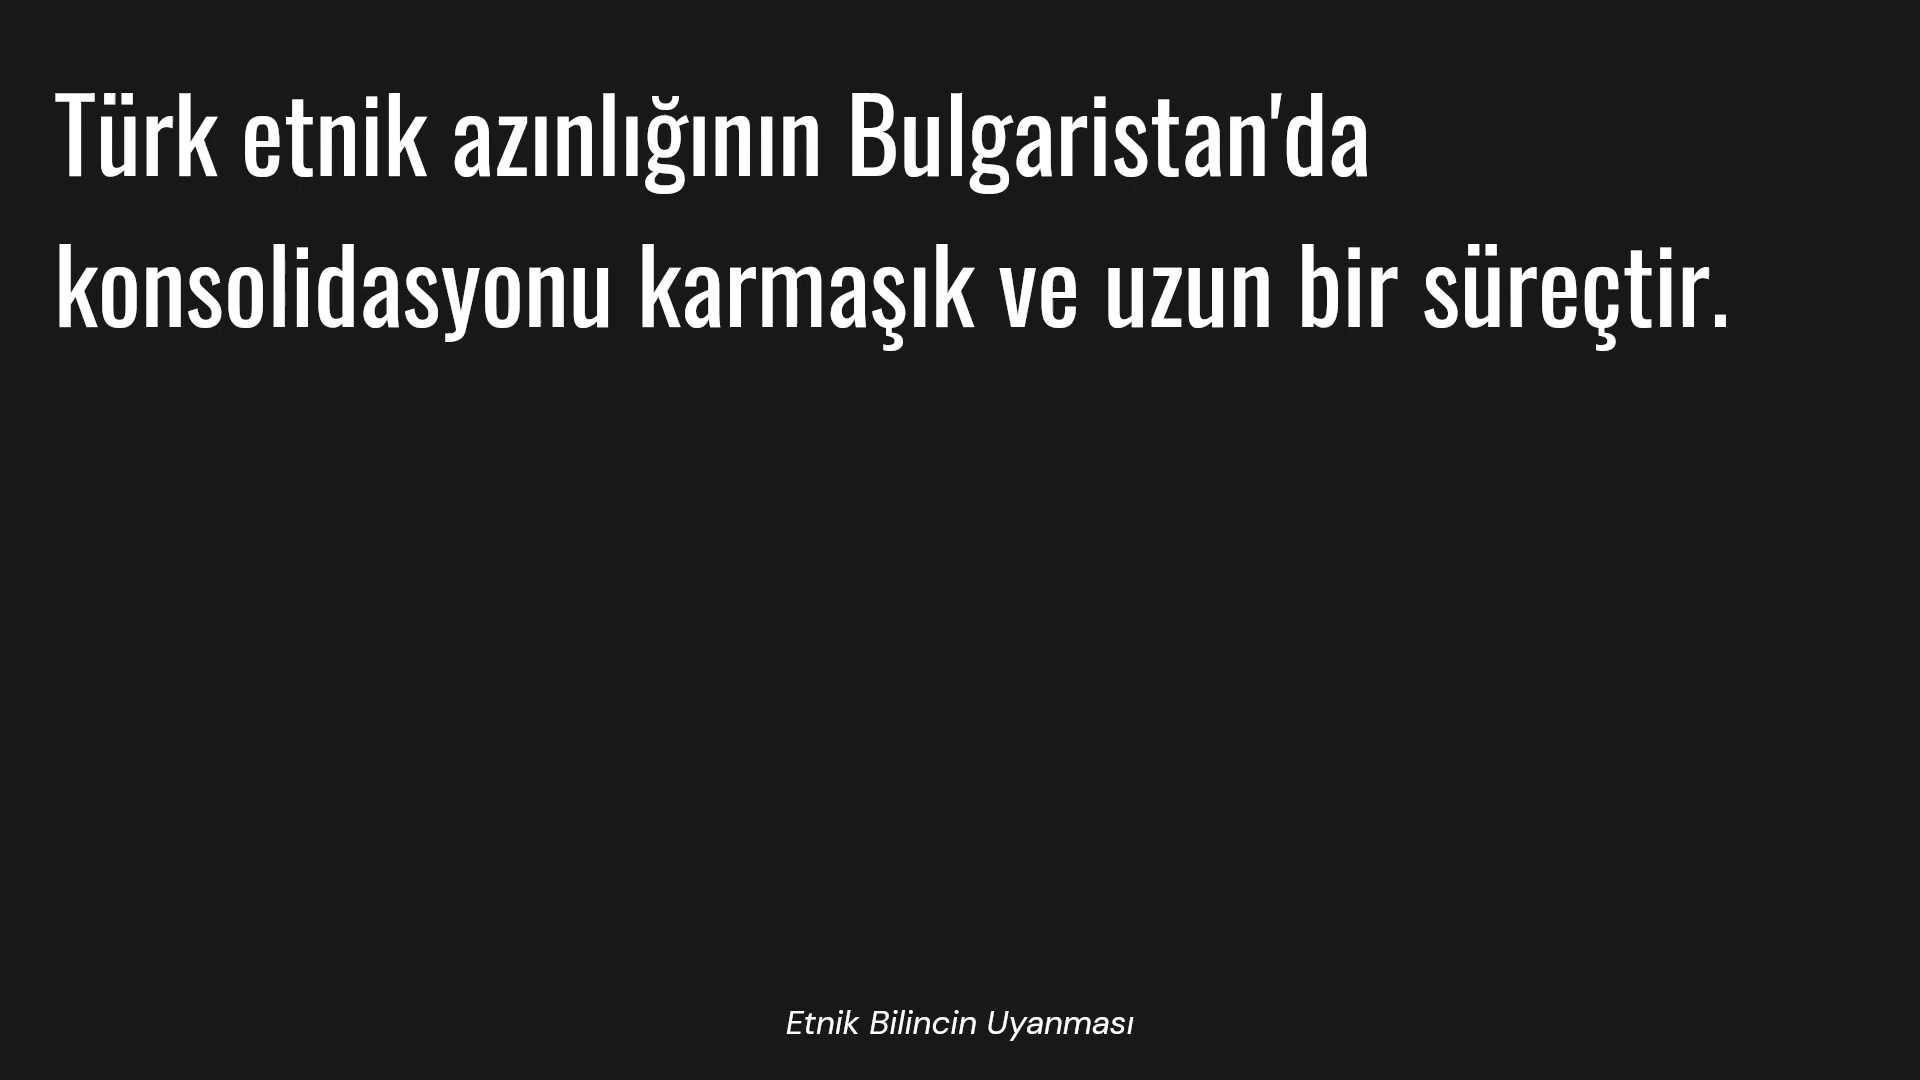 Türk etnik azınlığının Bulgaristan'da
konsolidasyonu karmaşık ve uzun bir süreçtir.
Etnik Bilincin Uyanması